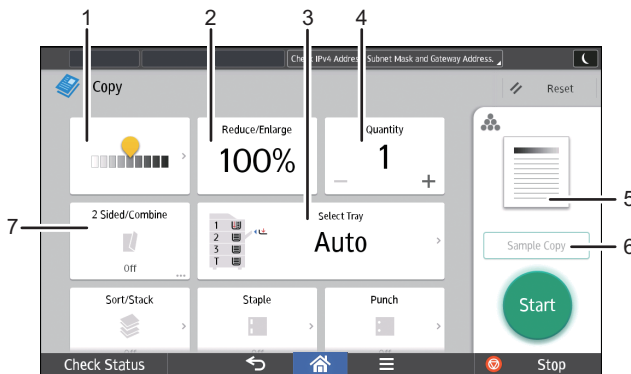 1
2
3
4
Check IPv4 Address, Subnet Mask and Gateway Address.
Copy
Reset
Reduce/Enlarge
100%
Quantity
1
− +
5
7
2 Sided/Combine
Off
...
Select Tray
1
2
3
T
Auto
Sample Copy
6
Start
Sort/Stack
Staple
Punch
Check Status
Stop